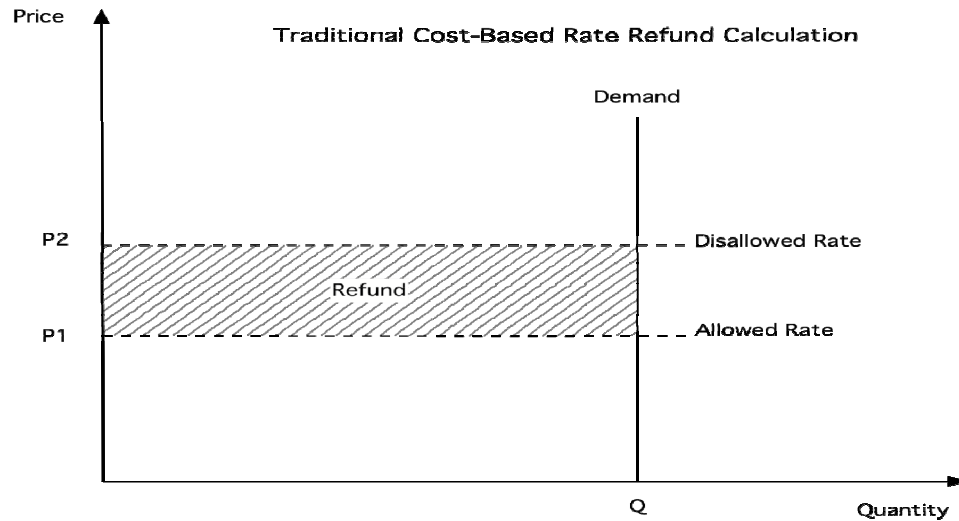 Price
Traditional Cost-Based Rate Refund Calculation
Demand
P2
Disallowed Rate
Refund
P1
Allowed Rate
Q
Quantity